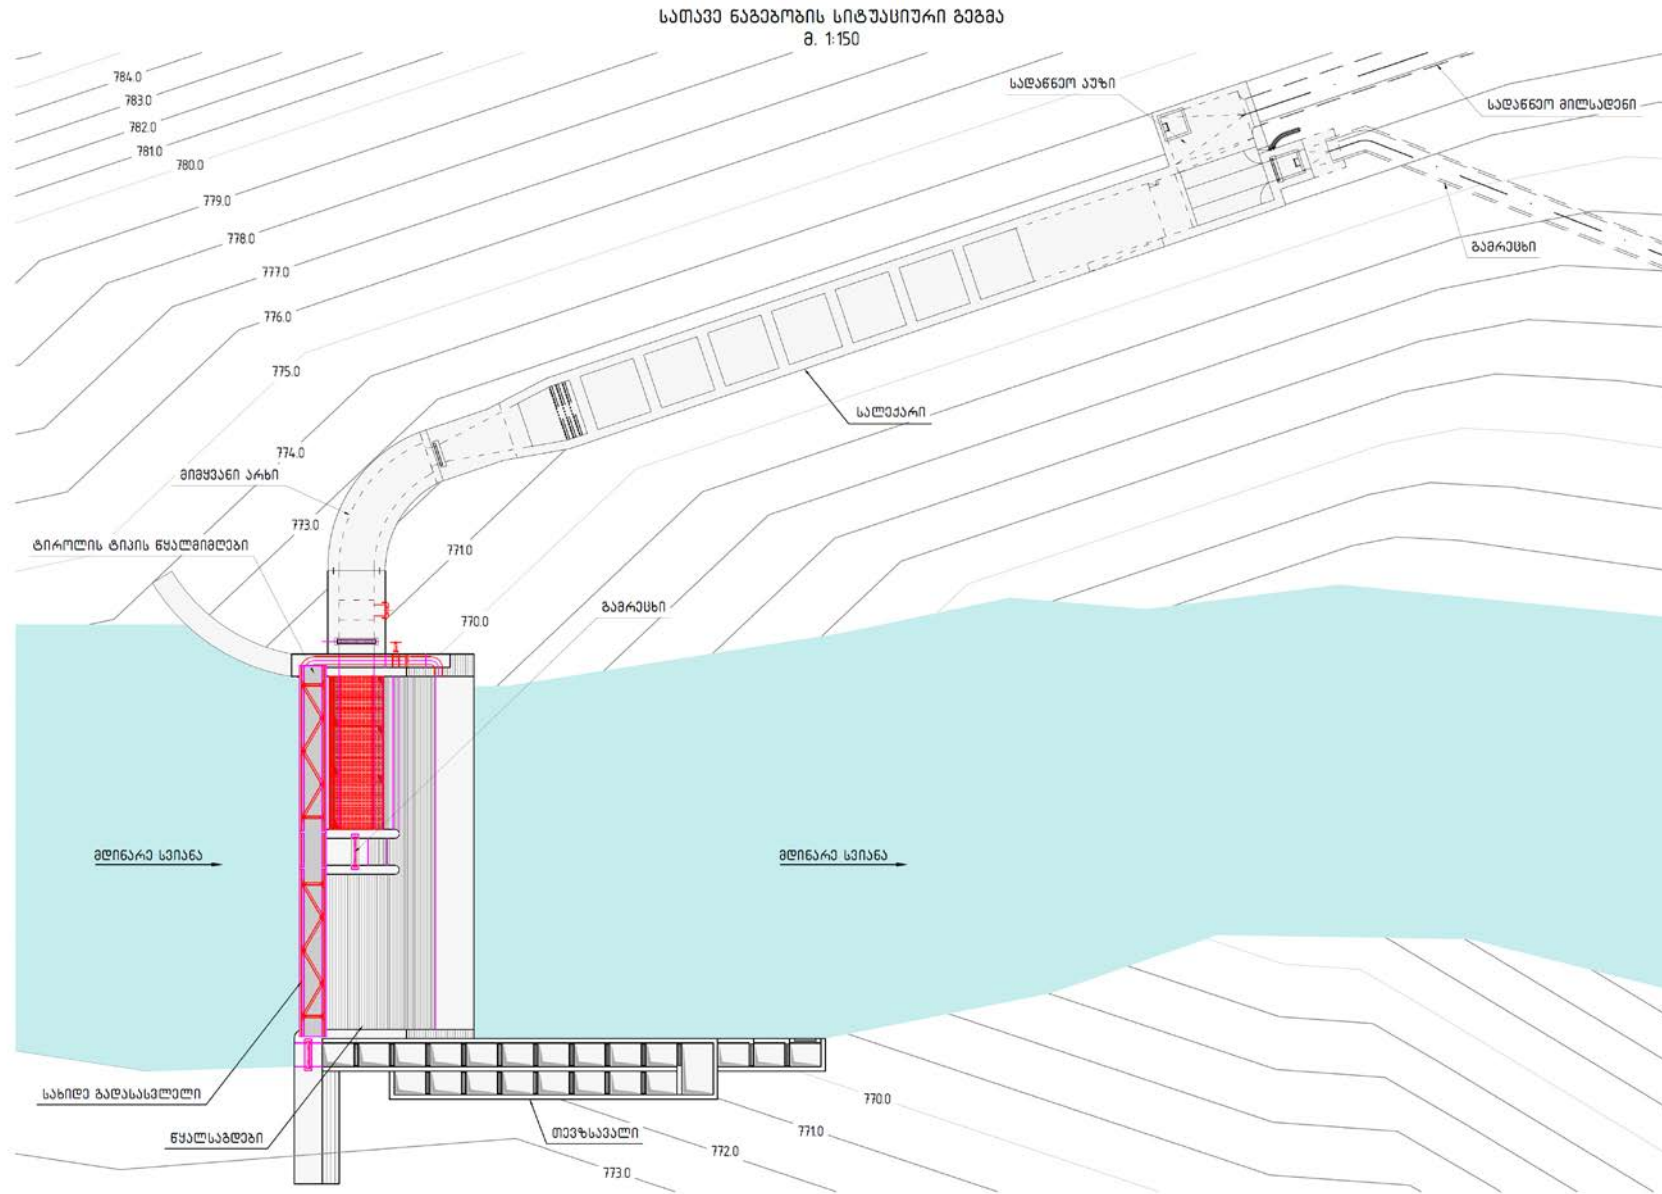 სათავე ნაგებობის სიტუაციური გეგმა
მ. 1:150
784.0
783.0
782.0
781.0
780.0
779.0
778.0
777.0
776.0
775.0
774.0
773.0
771.0
770.0
სადაწნეო აუზი
სადაწნეო მილსადენი
გამრეცხი
სალექარი
მიმყვანი არხი
ტიროლის ტიპის წყალმიმღები
გამრეცხი
მდინარე სვიანა
მდინარე სვიანა
სახიდე გადასასვლელი
წყალსაგდები
თევზსავალი
770.0
771.0
772.0
773.0